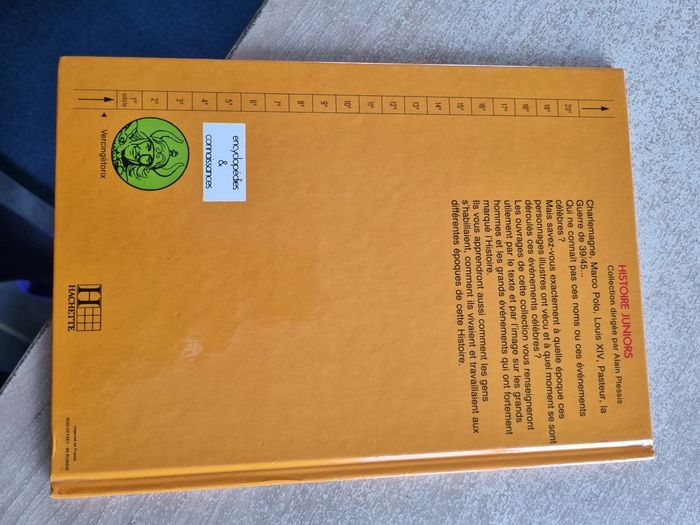 HISTOIRE JUNIORS
Collection dirigée par Alain Plessis
Charlemagne, Marco Polo, Louis XIV, Pasteur, la
Guerre de 39/45...
Qui ne connaît pas ces noms ou ces événements
célèbres ?
Mais savez-vous exactement à quelle époque ces
personnages illustres ont vécu et à quel moment se sont
déroulés ces événements célèbres ?
Les ouvrages de cette collection vous renseigneront
utilement par le texte et par l'image sur les grands
hommes et les grands événements qui ont fortement
marqué l'Histoire.
Ils vous apprendront aussi comment les gens
s'habillaient, comment ils vivaient et travaillaient aux
différentes époques de cette Histoire.
20e
19e
18e
17e
16e
15e
14e
13e
12e
11e
10e
9e
8e
7e
6e
5e
4e
3e
2e
1er
siècle
Vercingétorix
encyclopédies
&
connaissances
H
HACHETTE
Imprimé en France
SUD OFFSET - 94 RUNGIS